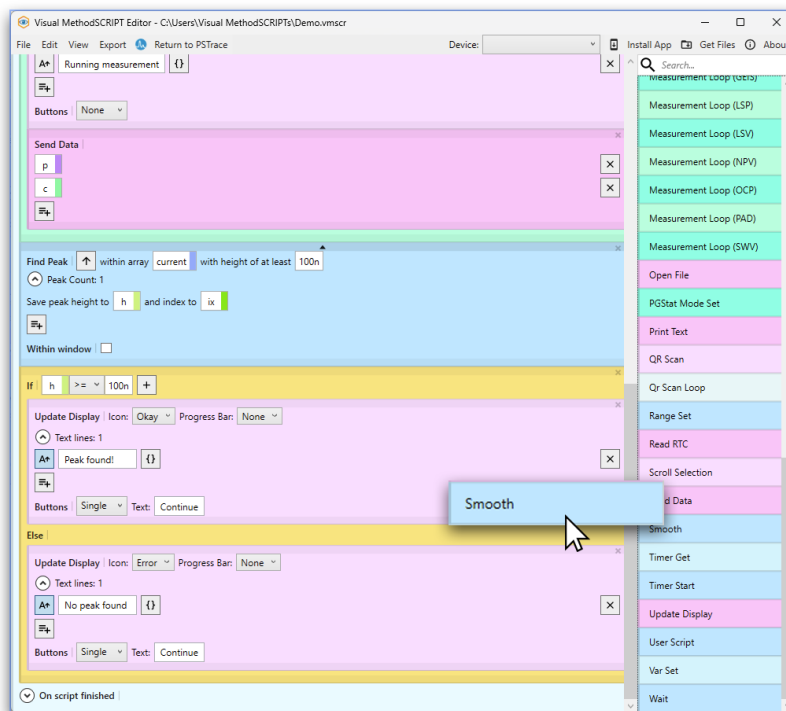 Visual MethodSCRIPT Editor - C:\Users\Visual MethodSCRIPTs\Demo.vmscr
File Edit View Export Return to PSTrace Device: Install App Get Files Abou
Running measurement {}
Buttons None
Send Data
p
c
Find Peak within array current with height of at least 100n
Peak Count: 1
Save peak height to h and index to ix
Within window
If h >= 100n +
Update Display Icon: Okay Progress Bar: None
Text lines: 1
A Peak found! {}
Buttons Single Text: Continue
Else
Update Display Icon: Error Progress Bar: None
Text lines: 1
A No peak found {}
Buttons Single Text: Continue
On script finished
Smooth
Search...
Measurement Loop (GEIS)
Measurement Loop (LSP)
Measurement Loop (LSV)
Measurement Loop (NPV)
Measurement Loop (OCP)
Measurement Loop (PAD)
Measurement Loop (SWV)
Open File
PGStat Mode Set
Print Text
QR Scan
Qr Scan Loop
Range Set
Read RTC
Scroll Selection
d Data
Smooth
Timer Get
Timer Start
Update Display
User Script
Var Set
Wait